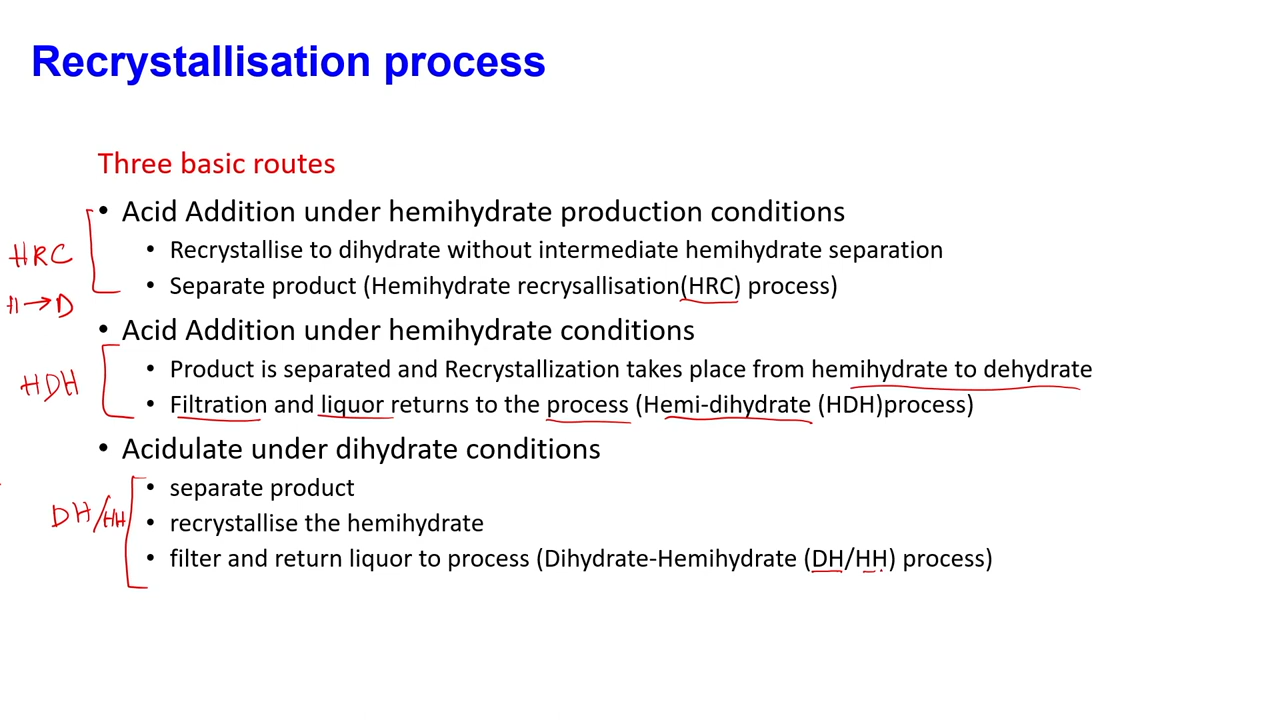 Recrystallisation process
Three basic routes
• Acid Addition under hemihydrate production conditions
• Recrystallise to dihydrate without intermediate hemihydrate separation
HRC
• Separate product (Hemihydrate recrysallisation(HRC) process)
H→D
• Acid Addition under hemihydrate conditions
• Product is separated and Recrystallization takes place from hemihydrate to dehydrate
HDH
• Filtration and liquor returns to the process (Hemi-dihydrate (HDH)process)
• Acidulate under dihydrate conditions
• separate product
DH/HH
• recrystallise the hemihydrate
• filter and return liquor to process (Dihydrate-Hemihydrate (DH/HH) process)